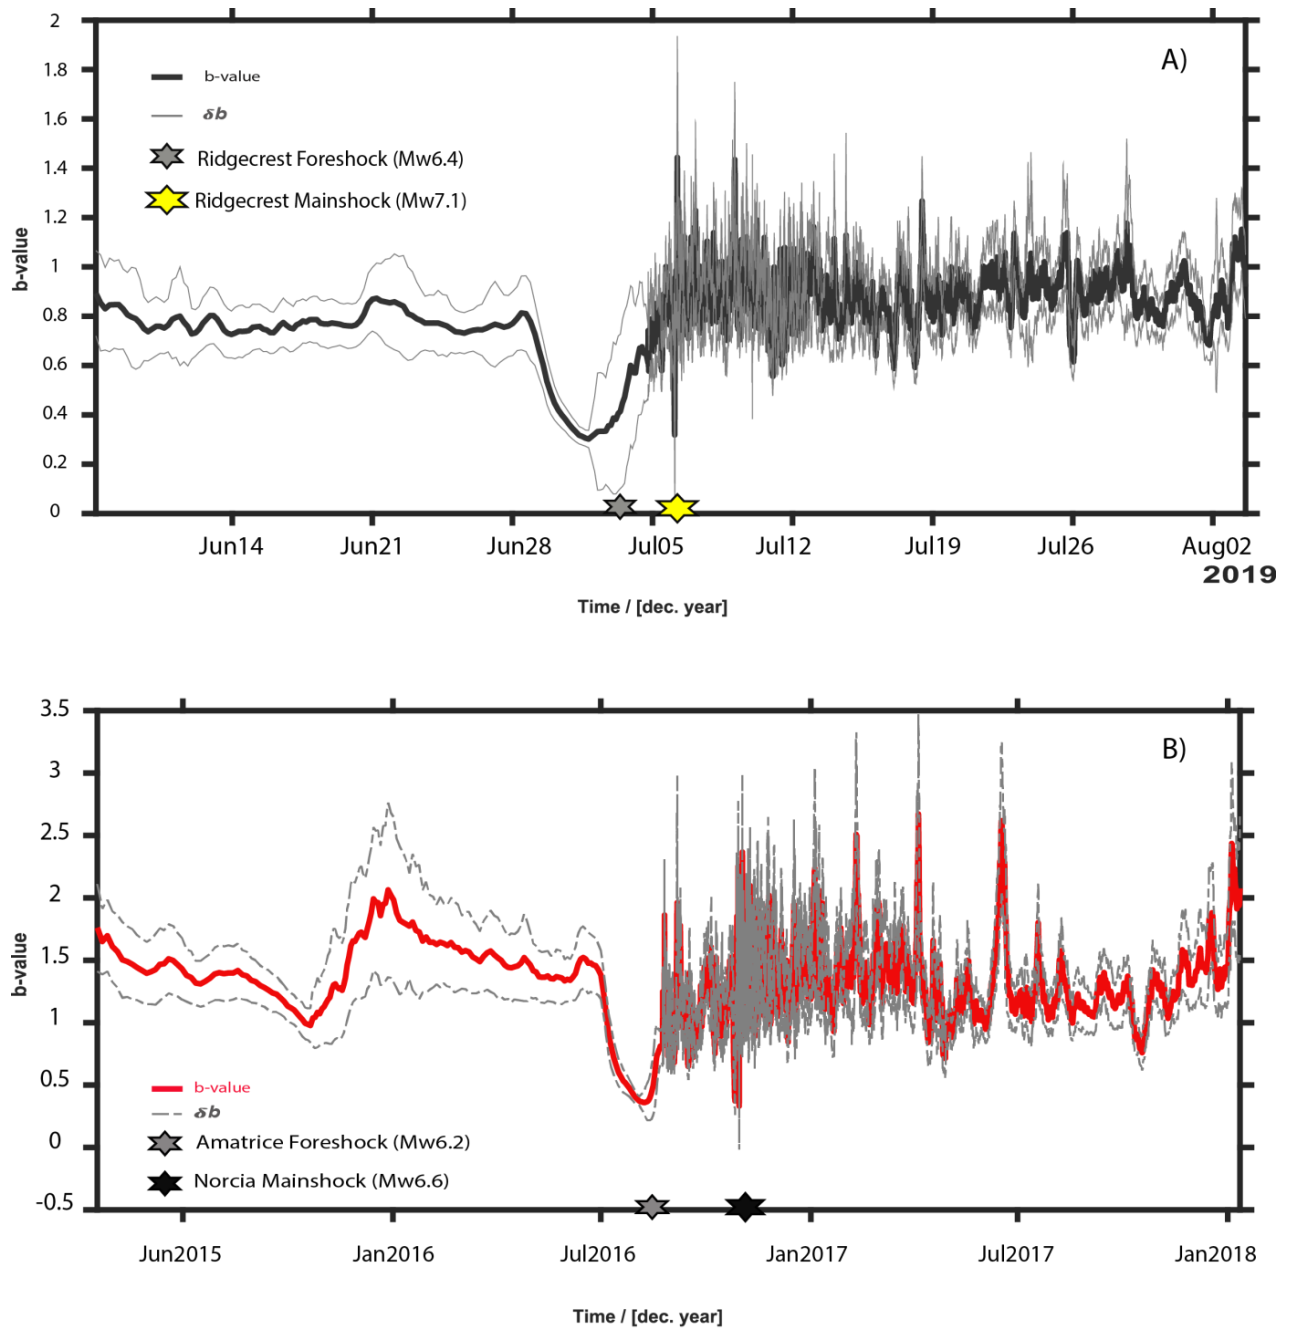 A)
2
1.8
1.6
1.4
1.2
1
0.8
0.6
0.4
0.2
0
b-value
b-value
δb
Ridgecrest Foreshock (Mw6.4)
Ridgecrest Mainshock (Mw7.1)
Jun14 Jun21 Jun28 Jul05 Jul12 Jul19 Jul26 Aug02
2019
Time / [dec. year]
B)
3.5
3
2.5
2
1.5
1
0.5
0
-0.5
b-value
b-value
δb
Amatrice Foreshock (Mw6.2)
Norcia Mainshock (Mw6.6)
Jun2015 Jan2016 Jul2016 Jan2017 Jul2017 Jan2018
Time / [dec. year]